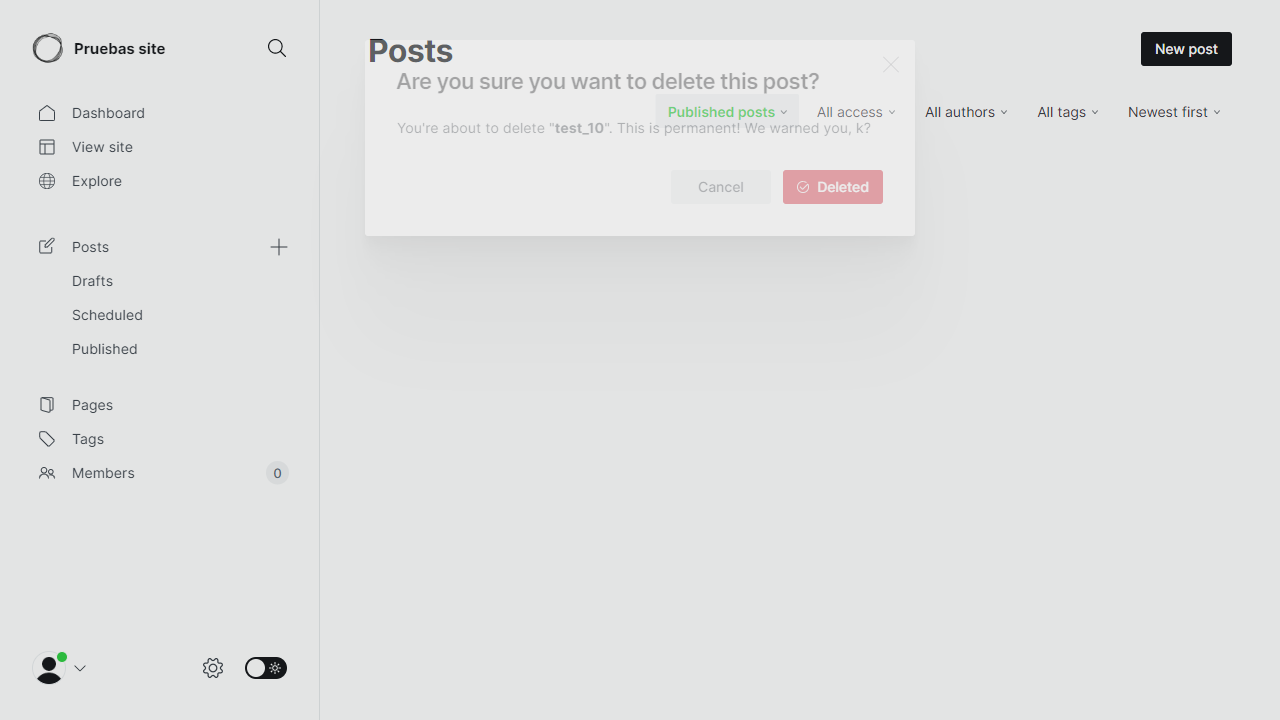 Pruebas site
Dashboard
View site
Explore
Posts
Drafts
Scheduled
Published
Pages
Tags
Members 0
Posts
New post
Are you sure you want to delete this post?
Published posts All access All authors All tags Newest first
You're about to delete "test_10". This is permanent! We warned you, k?
Cancel Deleted